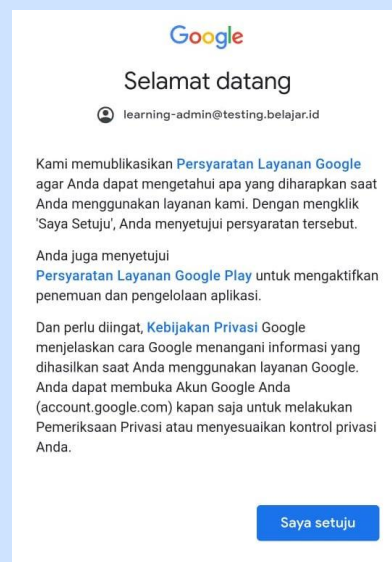 Google
Selamat datang
learning-admin@testing.belajar.id
Kami memublikasikan Persyaratan Layanan Google
agar Anda dapat mengetahui apa yang diharapkan saat
Anda menggunakan layanan kami. Dengan mengklik
'Saya Setuju', Anda menyetujui persyaratan tersebut.
Anda juga menyetujui
Persyaratan Layanan Google Play untuk mengaktifkan
penemuan dan pengelolaan aplikasi.
Dan perlu diingat, Kebijakan Privasi Google
menjelaskan cara Google menangani informasi yang
dihasilkan saat Anda menggunakan layanan Google.
Anda dapat membuka Akun Google Anda
(account.google.com) kapan saja untuk melakukan
Pemeriksaan Privasi atau menyesuaikan kontrol privasi
Anda.
Saya setuju